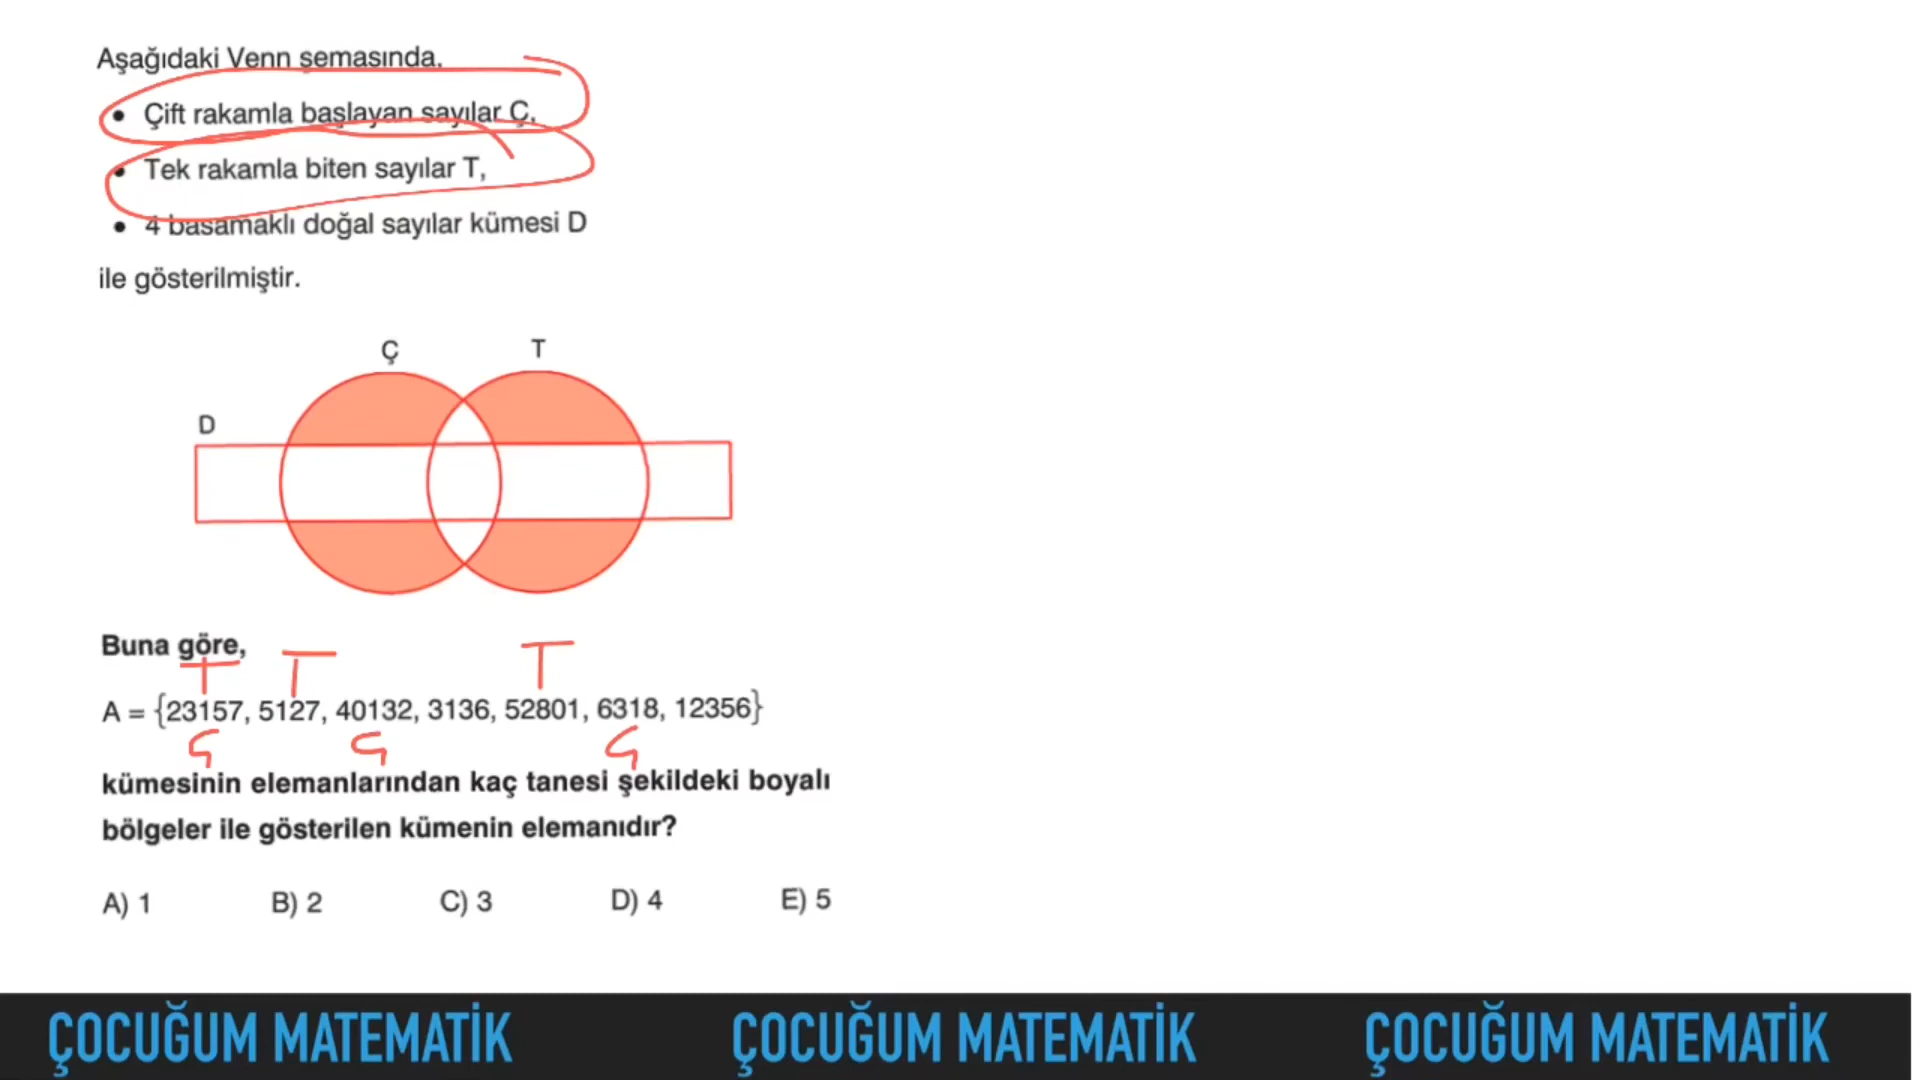 Aşağıdaki Venn şemasında,
• Çift rakamla başlayan sayılar Ç,
• Tek rakamla biten sayılar T,
• 4 basamaklı doğal sayılar kümesi D
ile gösterilmiştir.
Ç T
D
Buna göre,
T T T
A = {23157, 5127, 40132, 3136, 52801, 6318, 12356}
Ç Ç Ç
kümesinin elemanlarından kaç tanesi şekildeki boyalı
bölgeler ile gösterilen kümenin elemanıdır?
A) 1 B) 2 C) 3 D) 4 E) 5
ÇOCUĞUM MATEMATİK ÇOCUĞUM MATEMATİK ÇOCUĞUM MATEMATİK